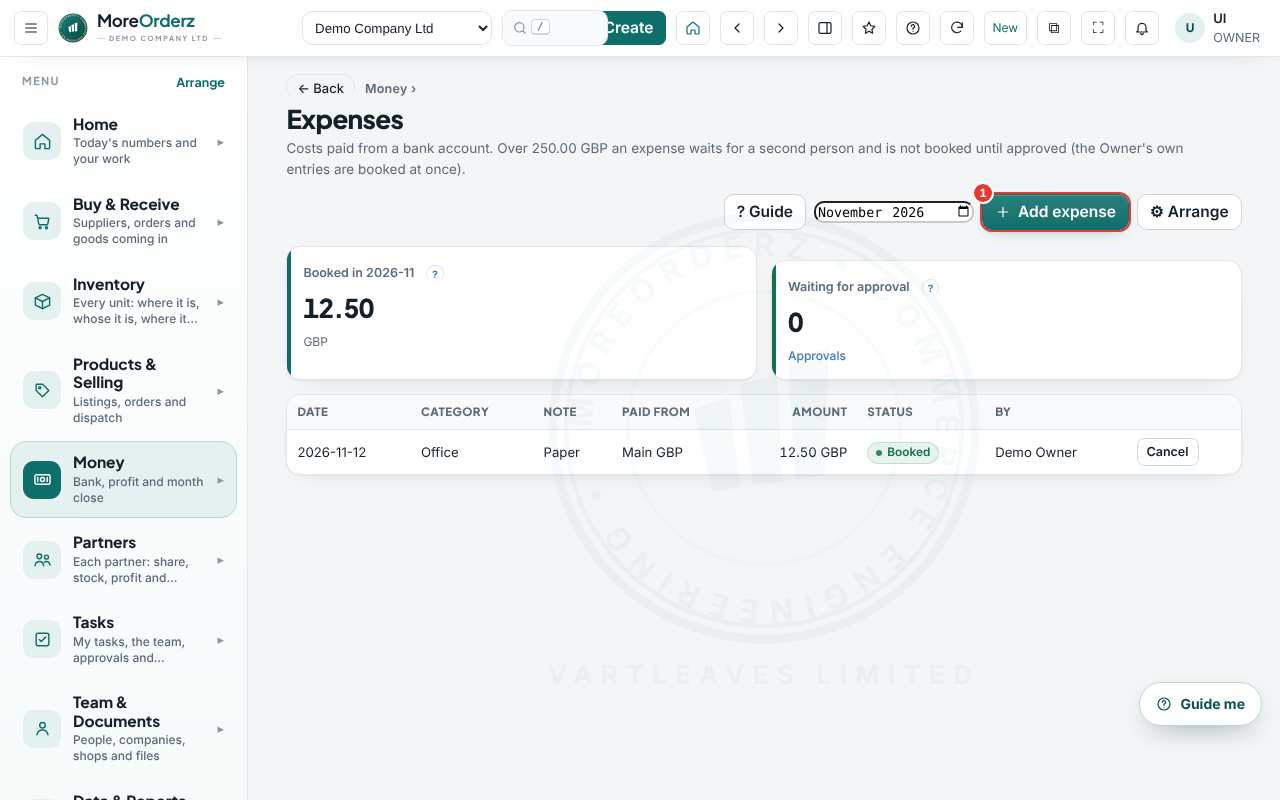 MoreOrderz
— DEMO COMPANY LTD —
Demo Company Ltd
/
Create
New
U
UI
OWNER
MENU
Arrange
Home
Today's numbers and
your work
Buy & Receive
Suppliers, orders and
goods coming in
Inventory
Every unit: where it is,
whose it is, where it...
Products &
Selling
Listings, orders and
dispatch
Money
Bank, profit and month
close
Partners
Each partner: share,
stock, profit and...
Tasks
My tasks, the team,
approvals and...
Team &
Documents
People, companies,
shops and files
Data & Reports
← Back
Money ›
Expenses
Costs paid from a bank account. Over 250.00 GBP an expense waits for a second person and is not booked until approved (the Owner's own
entries are booked at once).
? Guide
November 2026
1
+ Add expense
⚙ Arrange
Booked in 2026-11 ?
12.50
GBP
Waiting for approval ?
0
Approvals
DATE CATEGORY NOTE PAID FROM AMOUNT STATUS BY
2026-11-12 Office Paper Main GBP 12.50 GBP Booked Demo Owner Cancel
MOREORDERZ • COMMERCE ENGINEERING •
VARTLEAVES LIMITED
Guide me